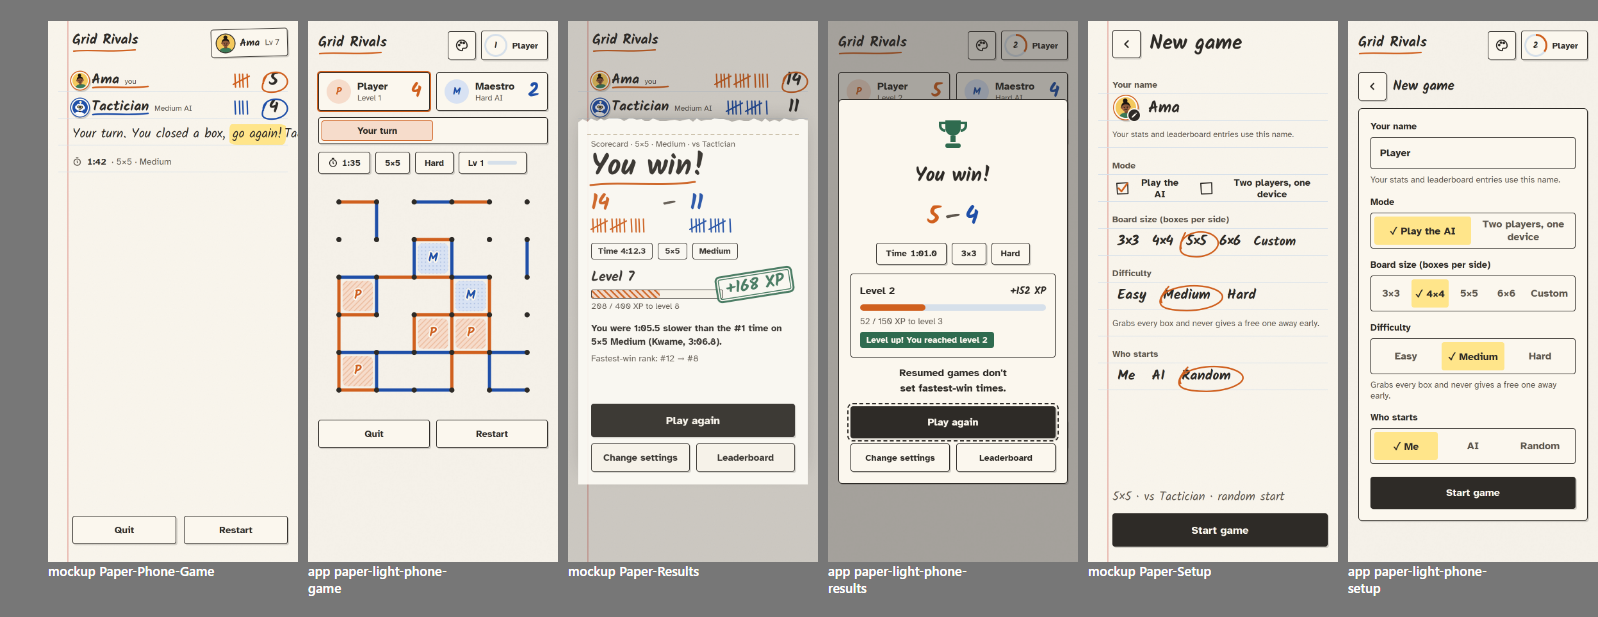 Grid Rivals
Ama Lv 7
Ama you
5
Tactician Medium AI
4
Your turn. You closed a box, go again! Ta
1:42 · 5×5 · Medium
Quit
Restart
mockup Paper-Phone-Game
Grid Rivals
1 Player
P Player 4
Level 1
M Maestro 2
Hard AI
Your turn
1:35
5×5
Hard
Lv 1
M
P
M
P
P
P
Quit
Restart
app paper-light-phone-
game
Grid Rivals
Ama you
14
Tactician Medium AI
11
Scorecard · 5×5 · Medium · vs Tactician
You win!
14 – 11
Time 4:12.3
5×5
Medium
Level 7
+168 XP
208 / 400 XP to level 8
You were 1:05.5 slower than the #1 time on
5×5 Medium (Kwame, 3:06.8).
Fastest-win rank: #12 → #8
Play again
Change settings
Leaderboard
mockup Paper-Results
Grid Rivals
2 Player
P Player 5
Level 2
M Maestro 4
Hard AI
You win!
5 – 4
Time 1:01.0
3×3
Hard
Level 2
+152 XP
52 / 150 XP to level 3
Level up! You reached level 2
Resumed games don't
set fastest-win times.
Play again
Change settings
Leaderboard
app paper-light-phone-
results
New game
Your name
Ama
Your stats and leaderboard entries use this name.
Mode
Play the
AI
Two players, one
device
Board size (boxes per side)
3×3 4×4 5×5 6×6 Custom
Difficulty
Easy Medium Hard
Grabs every box and never gives a free one away early.
Who starts
Me AI Random
5×5 · vs Tactician · random start
Start game
mockup Paper-Setup
Grid Rivals
2 Player
New game
Your name
Player
Your stats and leaderboard entries use this name.
Mode
✓ Play the AI
Two players, one
device
Board size (boxes per side)
3×3 ✓ 4×4 5×5 6×6 Custom
Difficulty
Easy ✓ Medium Hard
Grabs every box and never gives a free one away
early.
Who starts
✓ Me AI Random
Start game
app paper-light-phone-
setup